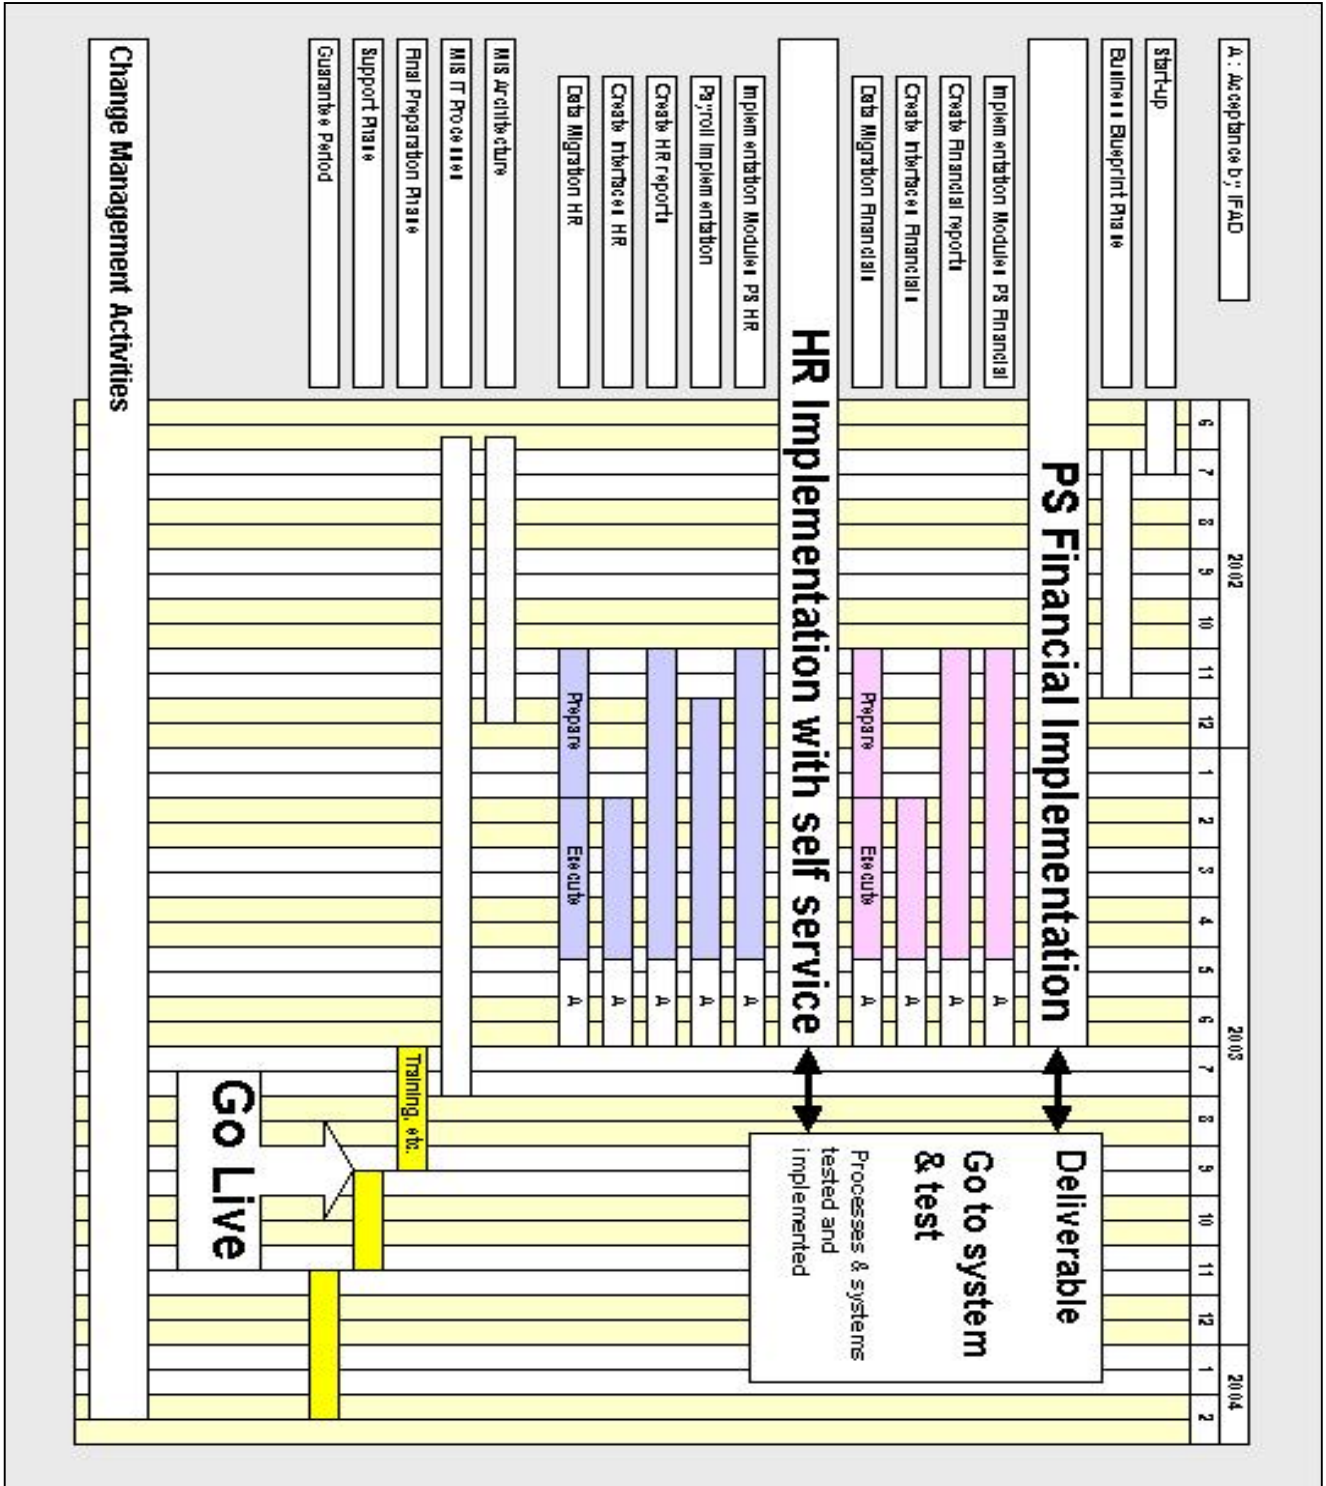 A : Acceptance by IFAD
2002 2003 2004
6 7 8 9 10 11 12 1 2 3 4 5 6 7 8 9 10 11 12 1 2
Start-up
Business Blueprint Phase
PS Financial Implementation
Implementation Modules PS Financial A
Create Financial reports A
Create Interfaces Financials A
Data Migration Financials Prepare Execute A
HR Implementation with self service
Deliverable
Go to system
& test
Processes & systems
tested and
implemented
Implementation Modules PS HR A
Payroll Implementation A
Create HR reports A
Create Interfaces HR A
Data Migration HR Prepare Execute A
MIS Architecture
MIS IT Processes
Final Preparation Phase Training, etc.
Support Phase
Guarantee Period
Go Live
Change Management Activities